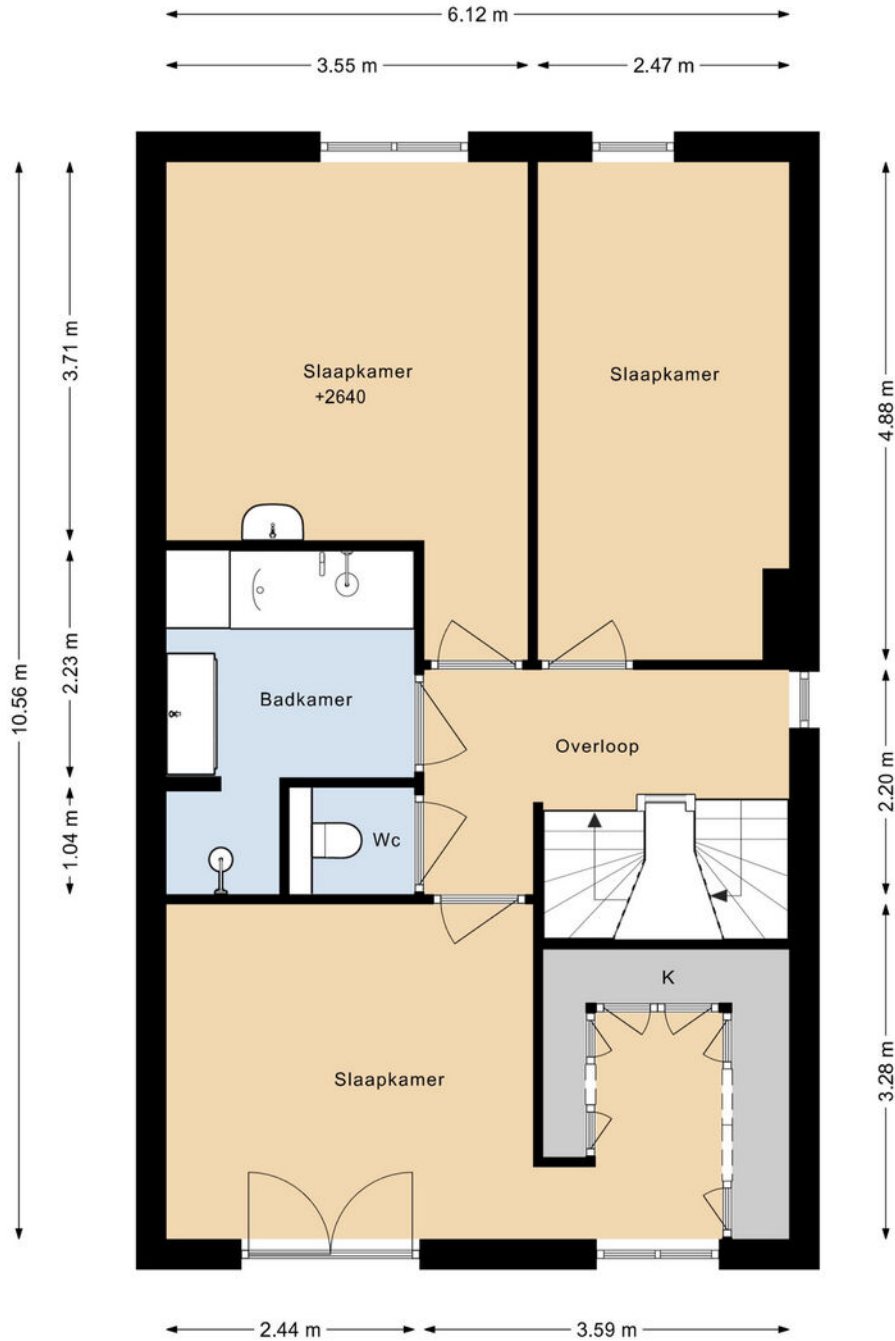 6.12 m
3.55 m
2.47 m
3.71 m
4.88 m
Slaapkamer
+2640
Slaapkamer
10.56 m
2.23 m
Badkamer
Overloop
2.20 m
1.04 m
Wc
K
Slaapkamer
3.28 m
2.44 m
3.59 m